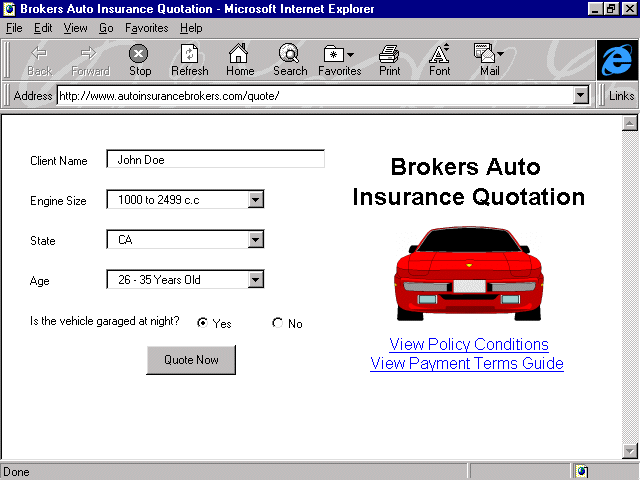 Brokers Auto Insurance Quotation - Microsoft Internet Explorer
File Edit View Go Favorites Help
Back Forward Stop Refresh Home Search Favorites Print Font Mail
Address http://www.autoinsurancebrokers.com/quote/ Links
Client Name John Doe
Engine Size 1000 to 2499 c.c
State CA
Age 26 - 35 Years Old
Is the vehicle garaged at night? Yes No
Quote Now
Brokers Auto
Insurance Quotation
View Policy Conditions
View Payment Terms Guide
Done